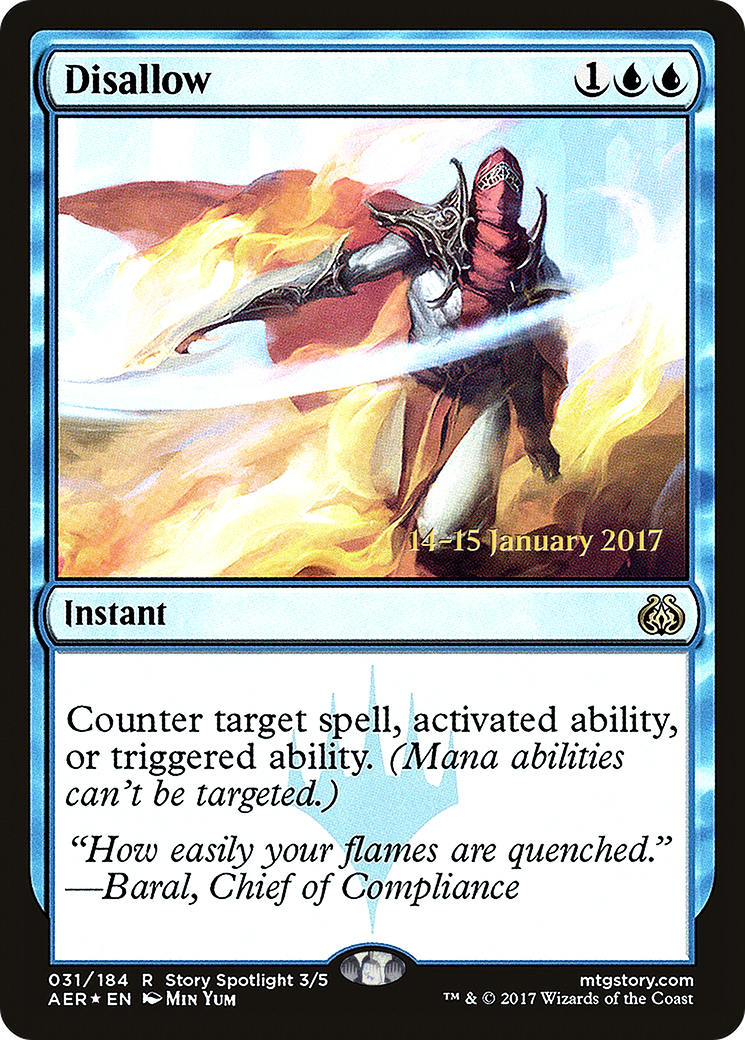 Disallow 1
14–15 January 2017
Instant
Counter target spell, activated ability,
or triggered ability. (Mana abilities
can't be targeted.)
“How easily your flames are quenched.”
—Baral, Chief of Compliance
031/184 R Story Spotlight 3/5 mtgstory.com
AER★EN Min Yum ™ & © 2017 Wizards of the Coast